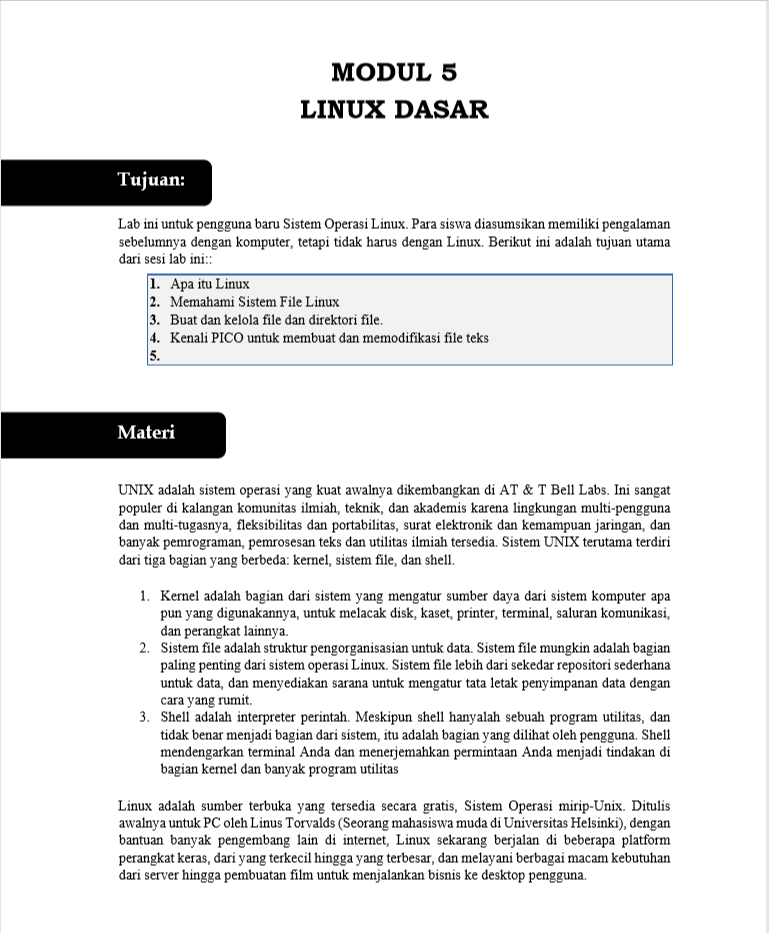 MODUL 5
LINUX DASAR
Tujuan:
Lab ini untuk pengguna baru Sistem Operasi Linux. Para siswa diasumsikan memiliki pengalaman
sebelumnya dengan komputer, tetapi tidak harus dengan Linux. Berikut ini adalah tujuan utama
dari sesi lab ini::
1. Apa itu Linux
2. Memahami Sistem File Linux
3. Buat dan kelola file dan direktori file.
4. Kenali PICO untuk membuat dan memodifikasi file teks
5.
Materi
UNIX adalah sistem operasi yang kuat awalnya dikembangkan di AT & T Bell Labs. Ini sangat
populer di kalangan komunitas ilmiah, teknik, dan akademis karena lingkungan multi-pengguna
dan multi-tugasnya, fleksibilitas dan portabilitas, surat elektronik dan kemampuan jaringan, dan
banyak pemrograman, pemrosesan teks dan utilitas ilmiah tersedia. Sistem UNIX terutama terdiri
dari tiga bagian yang berbeda: kernel, sistem file, dan shell.
1. Kernel adalah bagian dari sistem yang mengatur sumber daya dari sistem komputer apa
pun yang digunakannya, untuk melacak disk, kaset, printer, terminal, saluran komunikasi,
dan perangkat lainnya.
2. Sistem file adalah struktur pengorganisasian untuk data. Sistem file mungkin adalah bagian
paling penting dari sistem operasi Linux. Sistem file lebih dari sekedar repositori sederhana
untuk data, dan menyediakan sarana untuk mengatur tata letak penyimpanan data dengan
cara yang rumit.
3. Shell adalah interpreter perintah. Meskipun shell hanyalah sebuah program utilitas, dan
tidak benar menjadi bagian dari sistem, itu adalah bagian yang dilihat oleh pengguna. Shell
mendengarkan terminal Anda dan menerjemahkan permintaan Anda menjadi tindakan di
bagian kernel dan banyak program utilitas
Linux adalah sumber terbuka yang tersedia secara gratis, Sistem Operasi mirip-Unix. Ditulis
awalnya untuk PC oleh Linus Torvalds (Seorang mahasiswa muda di Universitas Helsinki), dengan
bantuan banyak pengembang lain di internet, Linux sekarang berjalan di beberapa platform
perangkat keras, dari yang terkecil hingga yang terbesar, dan melayani berbagai macam kebutuhan
dari server hingga pembuatan film untuk menjalankan bisnis ke desktop pengguna.